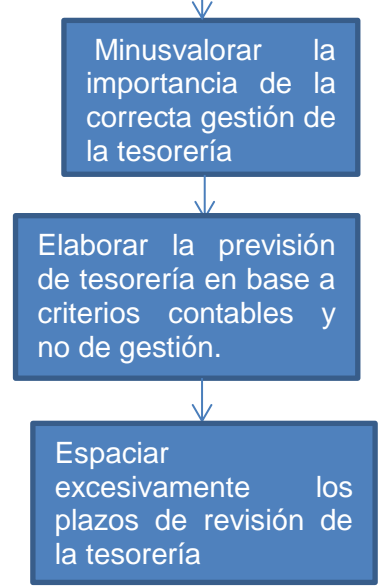 Minusvalorar la
importancia de la
correcta gestión de
la tesorería
Elaborar la previsión
de tesorería en base a
criterios contables y
no de gestión.
Espaciar
excesivamente los
plazos de revisión de
la tesorería